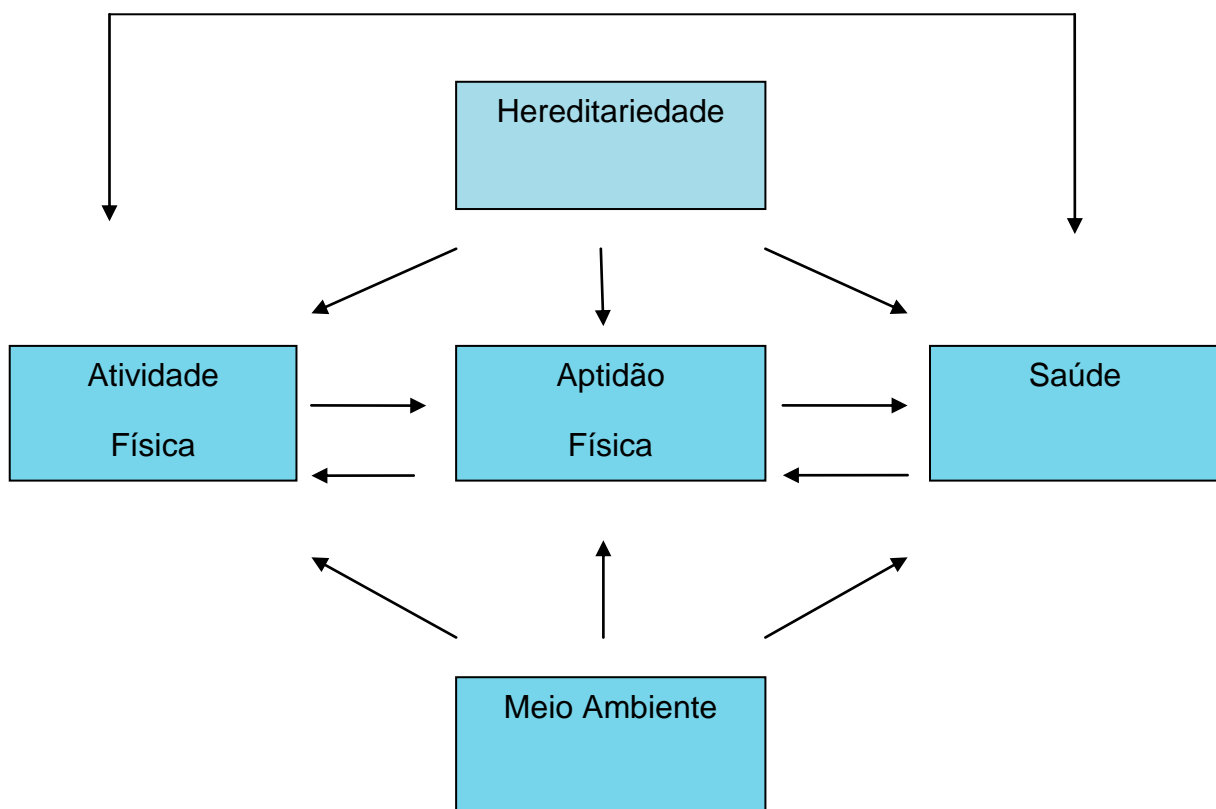 Hereditariedade
Atividade
Física
Aptidão
Física
Saúde
Meio Ambiente